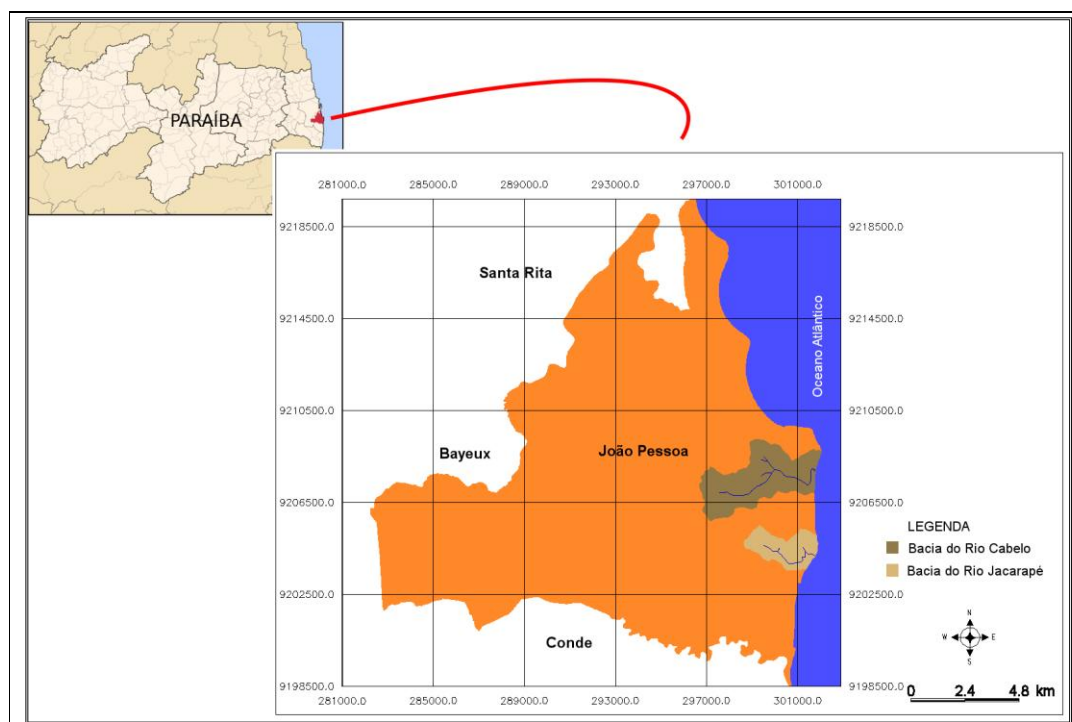 PARAÍBA
281000.0 285000.0 289000.0 293000.0 297000.0 301000.0
9218500.0 9218500.0
Santa Rita
Oceano Atlântico
9214500.0 9214500.0
9210500.0 9210500.0
Bayeux
João Pessoa
9206500.0 9206500.0
LEGENDA
Bacia do Rio Cabelo
Bacia do Rio Jacarapé
9202500.0 9202500.0
Conde
N
W E
S
9198500.0 9198500.0
0 2.4 4.8 km
281000.0 285000.0 289000.0 293000.0 297000.0 301000.0